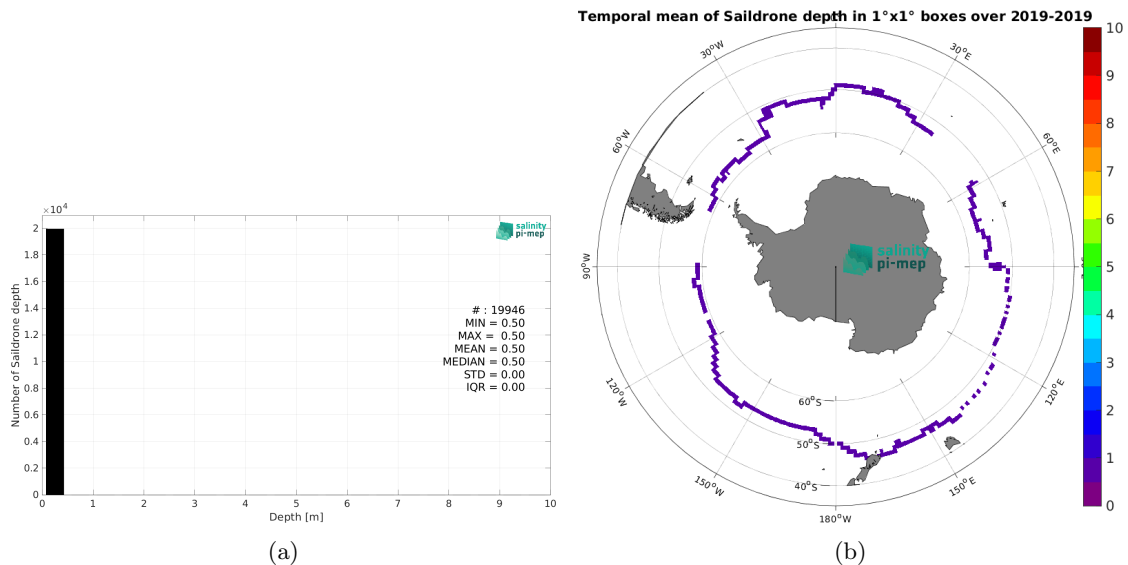 ×10⁴
2
1.8
1.6
1.4
1.2
1
0.8
0.6
0.4
0.2
0
Number of Saildrone depth
0 1 2 3 4 5 6 7 8 9 10
Depth [m]
salinity
pi-mep
# : 19946
MIN = 0.50
MAX = 0.50
MEAN = 0.50
MEDIAN = 0.50
STD = 0.00
IQR = 0.00
(a)
Temporal mean of Saildrone depth in 1°x1° boxes over 2019-2019
30°W
30°E
60°W
60°E
90°W
120°W
120°E
150°W
150°E
180°W
60°S
50°S
40°S
salinity
pi-mep
10
9
8
7
6
5
4
3
2
1
0
(b)